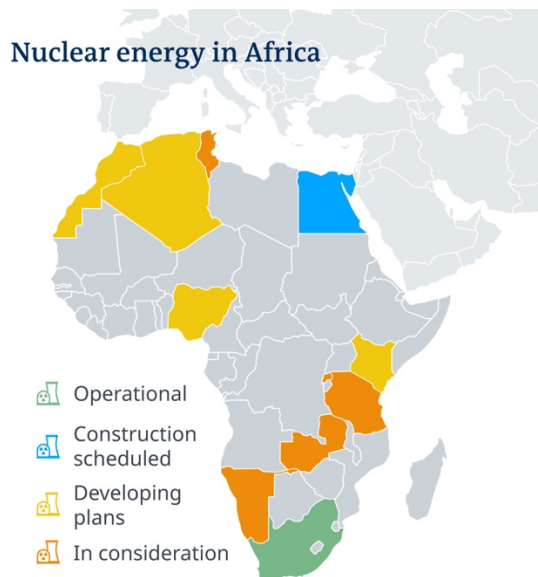 Nuclear energy in Africa
Operational
Construction
scheduled
Developing
plans
In consideration